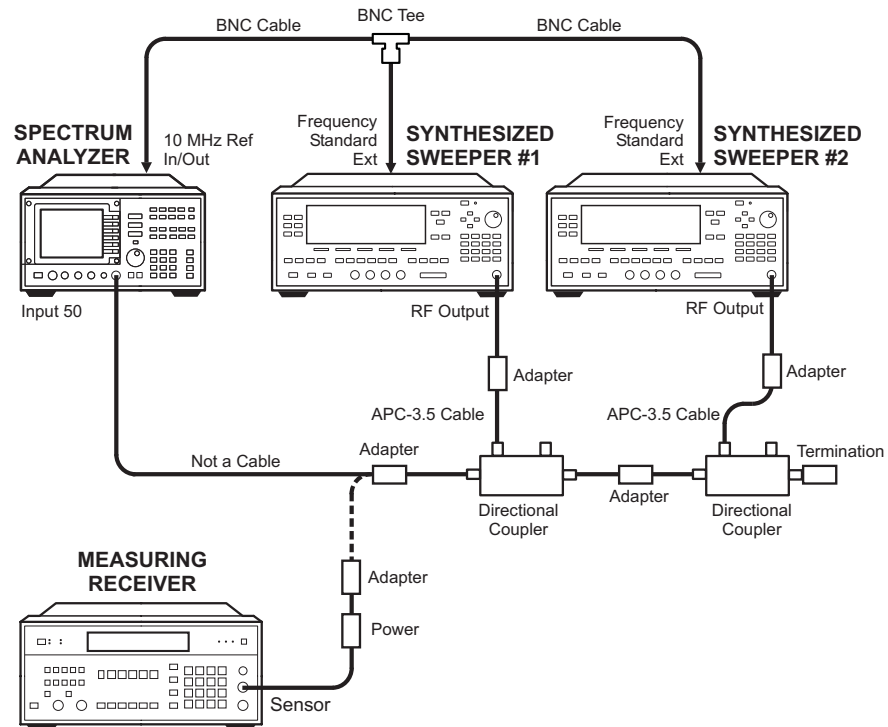 BNC Cable
BNC Tee
BNC Cable
SPECTRUM
ANALYZER
10 MHz Ref
In/Out
Frequency
Standard
Ext
SYNTHESIZED
SWEEPER #1
Frequency
Standard
Ext
SYNTHESIZED
SWEEPER #2
Input 50
RF Output
RF Output
Adapter
Adapter
APC-3.5 Cable
APC-3.5 Cable
Adapter
Termination
Not a Cable
Adapter
Directional
Coupler
Directional
Coupler
MEASURING
RECEIVER
Adapter
Power
Sensor